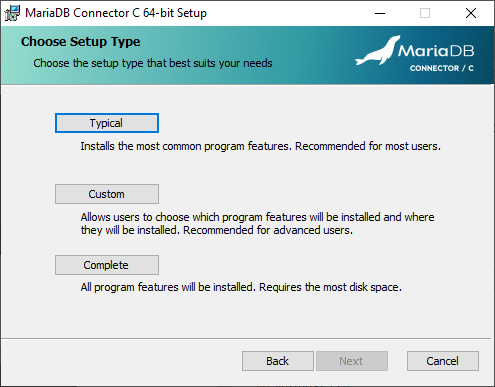 MariaDB Connector C 64-bit Setup
Choose Setup Type
Choose the setup type that best suits your needs
MariaDB
CONNECTOR / C
Typical
Installs the most common program features. Recommended for most users.
Custom
Allows users to choose which program features will be installed and where
they will be installed. Recommended for advanced users.
Complete
All program features will be installed. Requires the most disk space.
Back
Next
Cancel